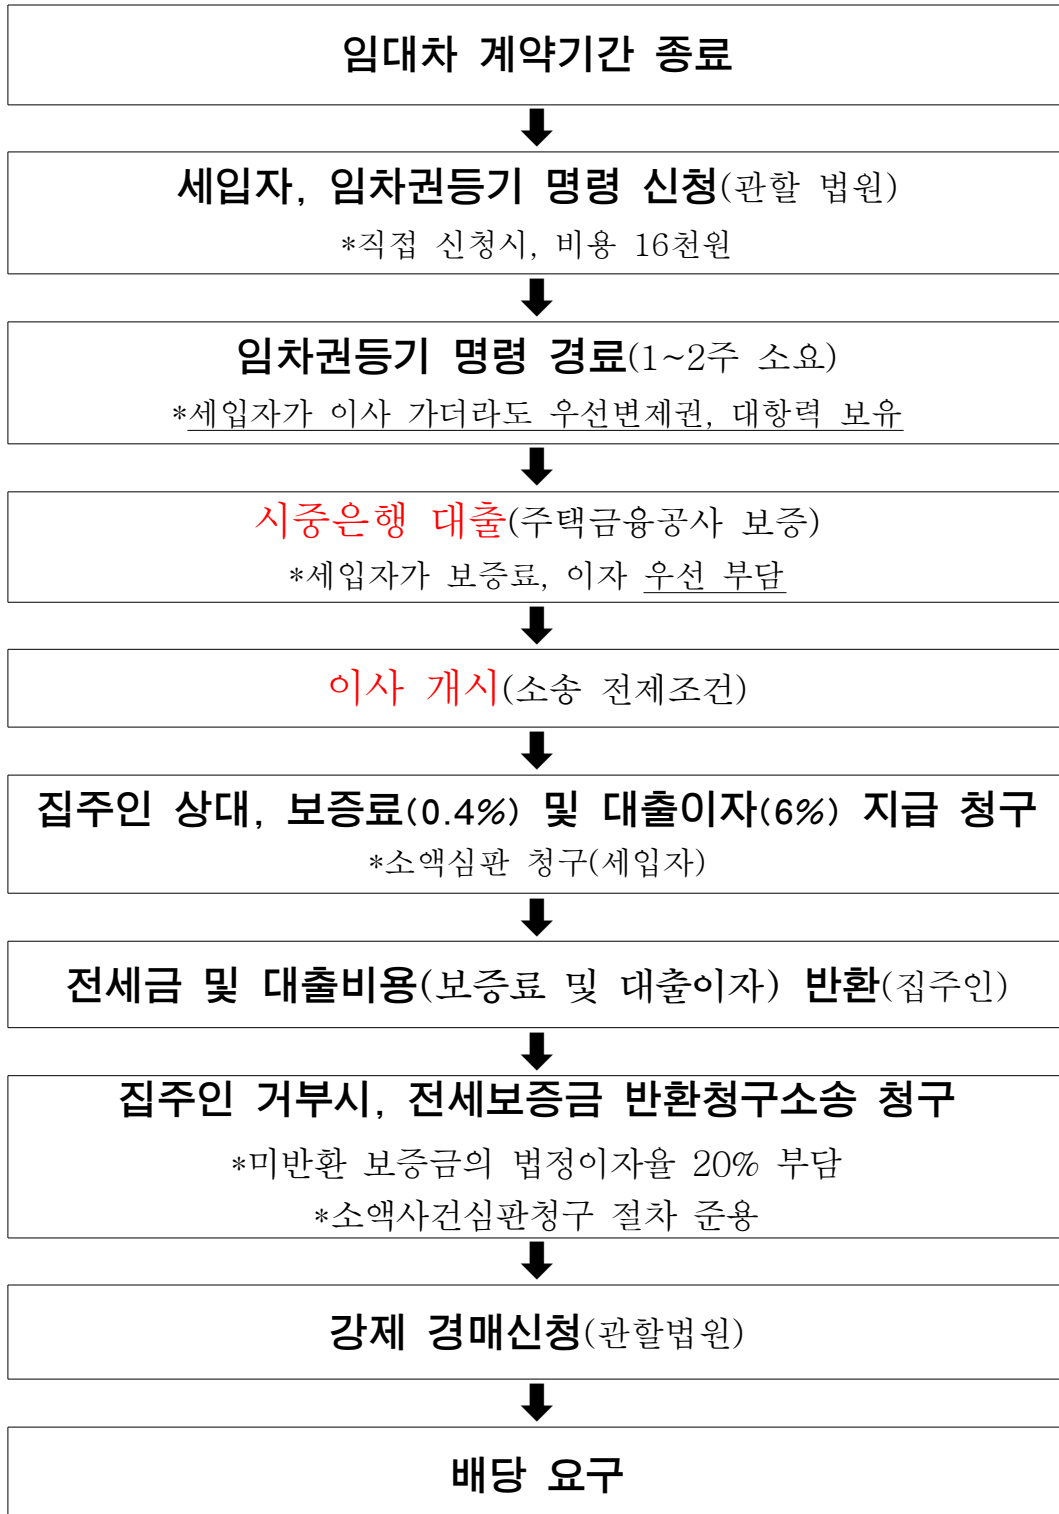 임대차 계약기간 종료
세입자, 임차권등기 명령 신청(관할 법원)
*직접 신청시, 비용 16천원
임차권등기 명령 경료(1~2주 소요)
*세입자가 이사 가더라도 우선변제권, 대항력 보유
시중은행 대출(주택금융공사 보증)
*세입자가 보증료, 이자 우선 부담
이사 개시(소송 전제조건)
집주인 상대, 보증료(0.4%) 및 대출이자(6%) 지급 청구
*소액심판 청구(세입자)
전세금 및 대출비용(보증료 및 대출이자) 반환(집주인)
집주인 거부시, 전세보증금 반환청구소송 청구
*미반환 보증금의 법정이자율 20% 부담
*소액사건심판청구 절차 준용
강제 경매신청(관할법원)
배당 요구